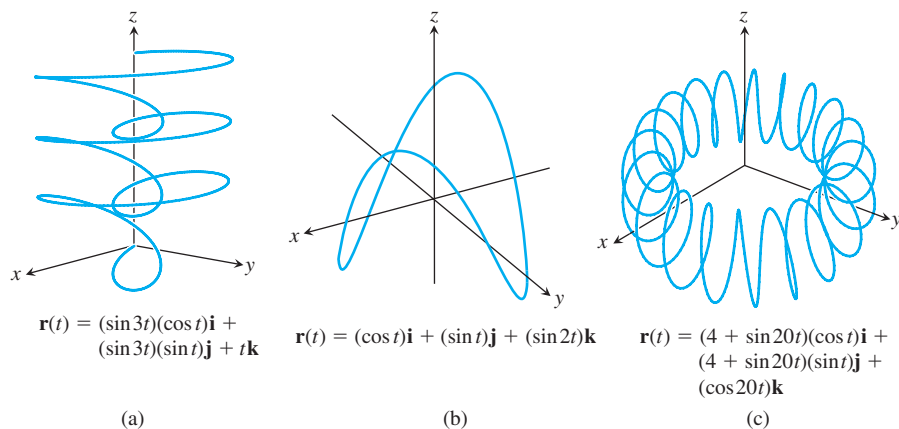 z
x
y
r(t) = (sin 3t)(cos t)i +
(sin 3t)(sin t)j + tk
(a)
z
x
y
r(t) = (cos t)i + (sin t)j + (sin 2t)k
(b)
z
x
y
r(t) = (4 + sin 20t)(cos t)i +
(4 + sin 20t)(sin t)j +
(cos 20t)k
(c)